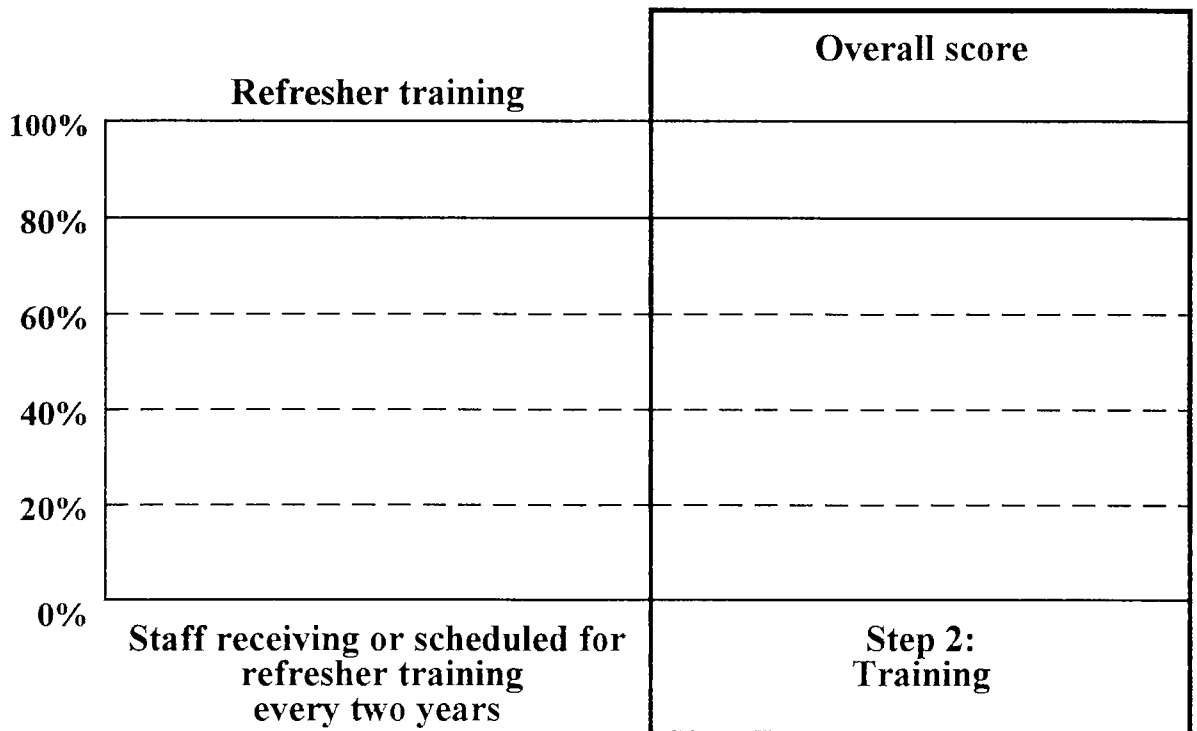 Overall score
Refresher training
100%
80%
60%
40%
20%
0%
Staff receiving or scheduled for
refresher training
every two years
Step 2:
Training